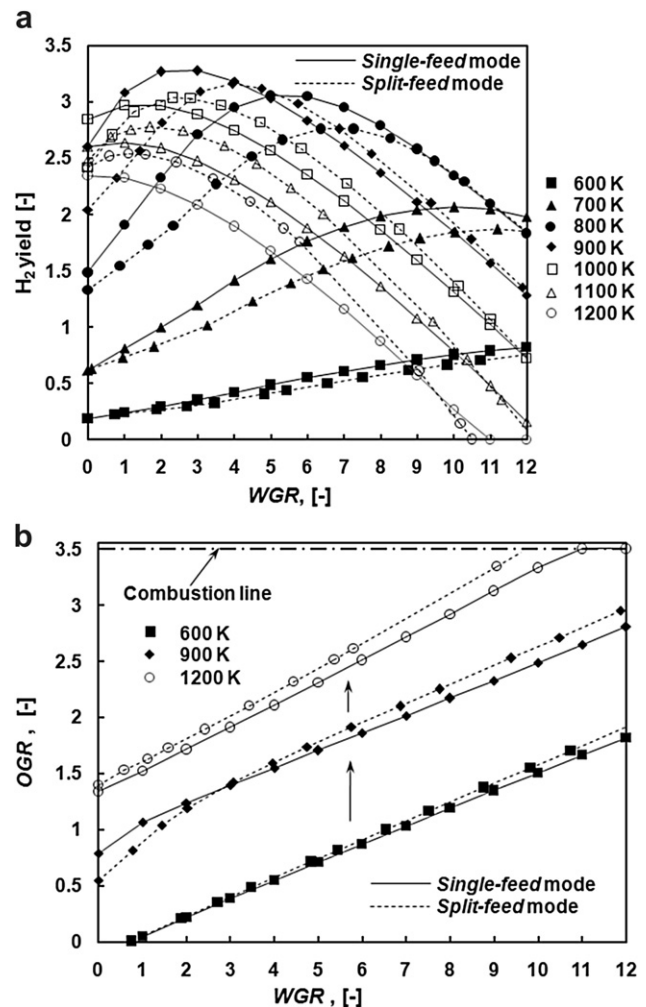 a
3.5
3
2.5
2
1.5
1
0.5
0
H2 yield [-]
Single-feed mode
Split-feed mode
600 K
700 K
800 K
900 K
1000 K
1100 K
1200 K
0 1 2 3 4 5 6 7 8 9 10 11 12
WGR, [-]
b
3.5
3
2.5
2
1.5
1
0.5
0
OGR, [-]
Combustion line
600 K
900 K
1200 K
Single-feed mode
Split-feed mode
0 1 2 3 4 5 6 7 8 9 10 11 12
WGR , [-]